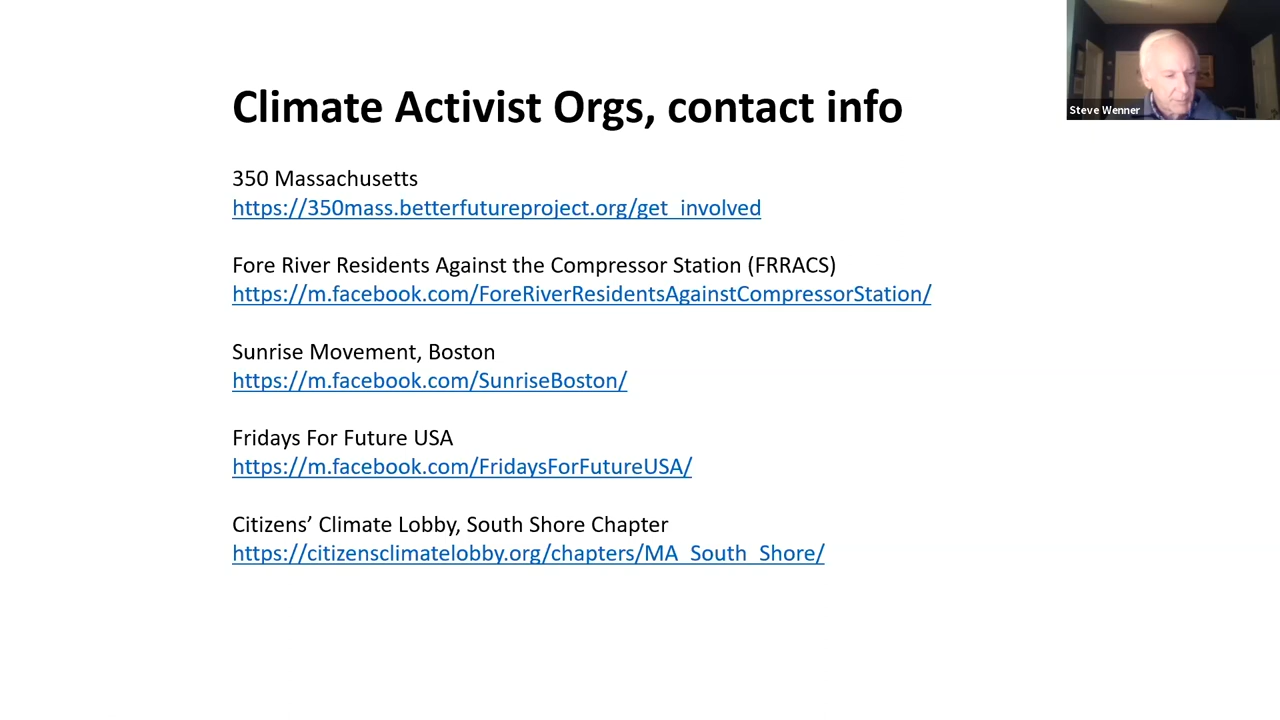 Steve Wenner
Climate Activist Orgs, contact info
350 Massachusetts
https://350mass.betterfutureproject.org/get_involved
Fore River Residents Against the Compressor Station (FRRACS)
https://m.facebook.com/ForeRiverResidentsAgainstCompressorStation/
Sunrise Movement, Boston
https://m.facebook.com/SunriseBoston/
Fridays For Future USA
https://m.facebook.com/FridaysForFutureUSA/
Citizens’ Climate Lobby, South Shore Chapter
https://citizensclimatelobby.org/chapters/MA_South_Shore/